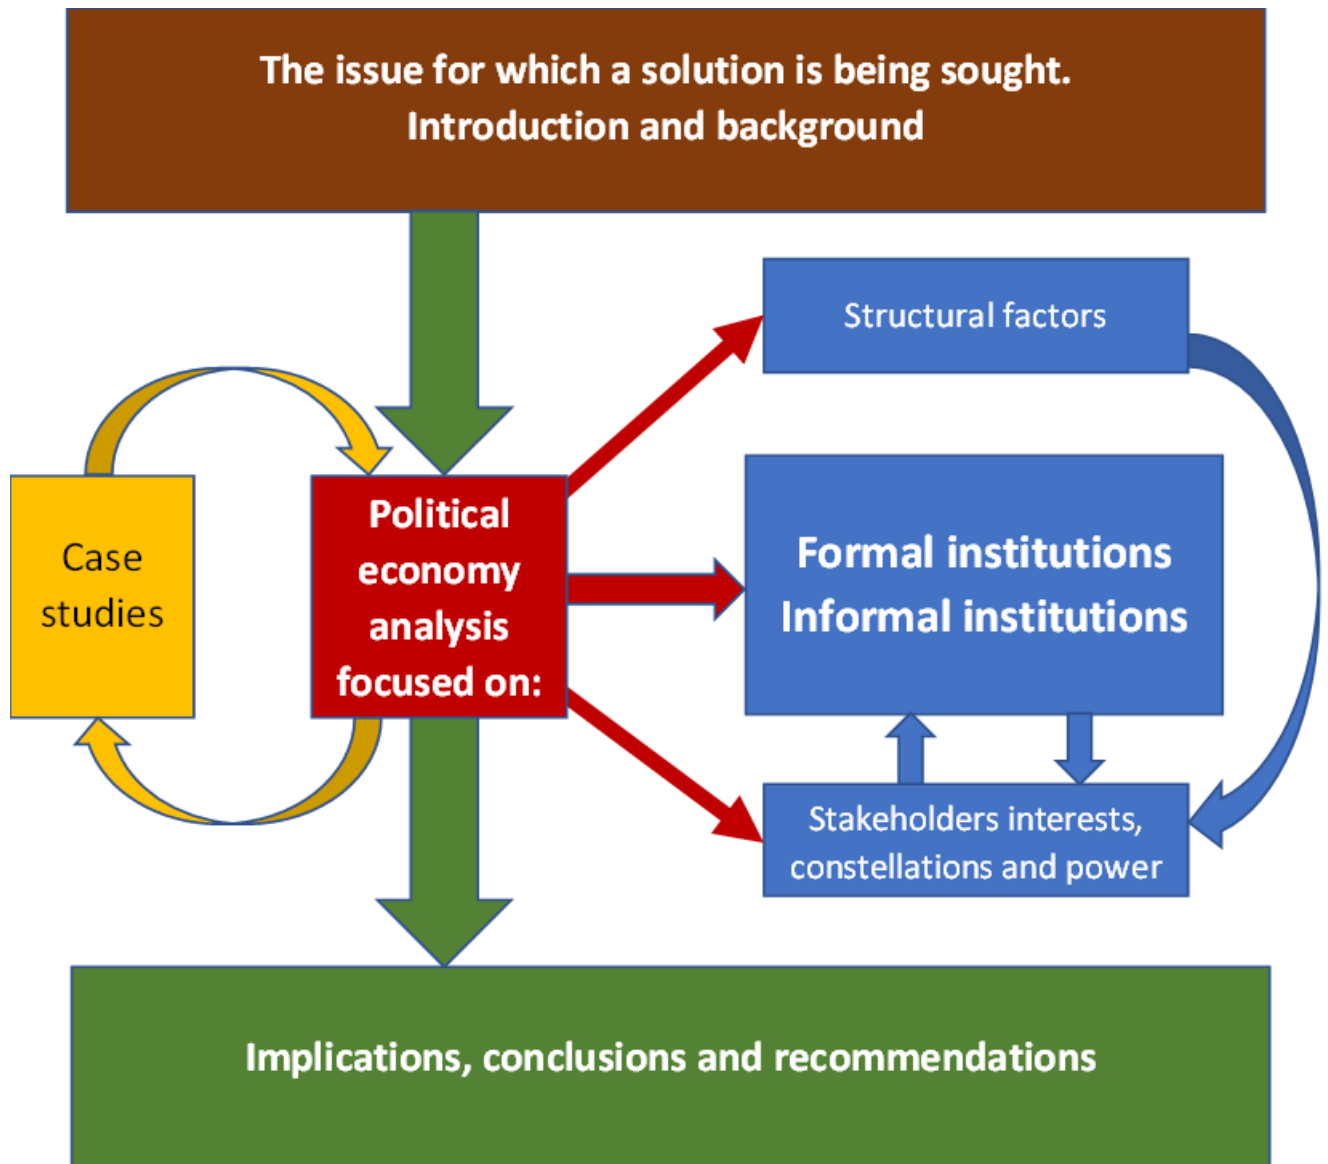 The issue for which a solution is being sought.
Introduction and background
Structural factors
Case
studies
Political
economy
analysis
focused on:
Formal institutions
Informal institutions
Stakeholders interests,
constellations and power
Implications, conclusions and recommendations